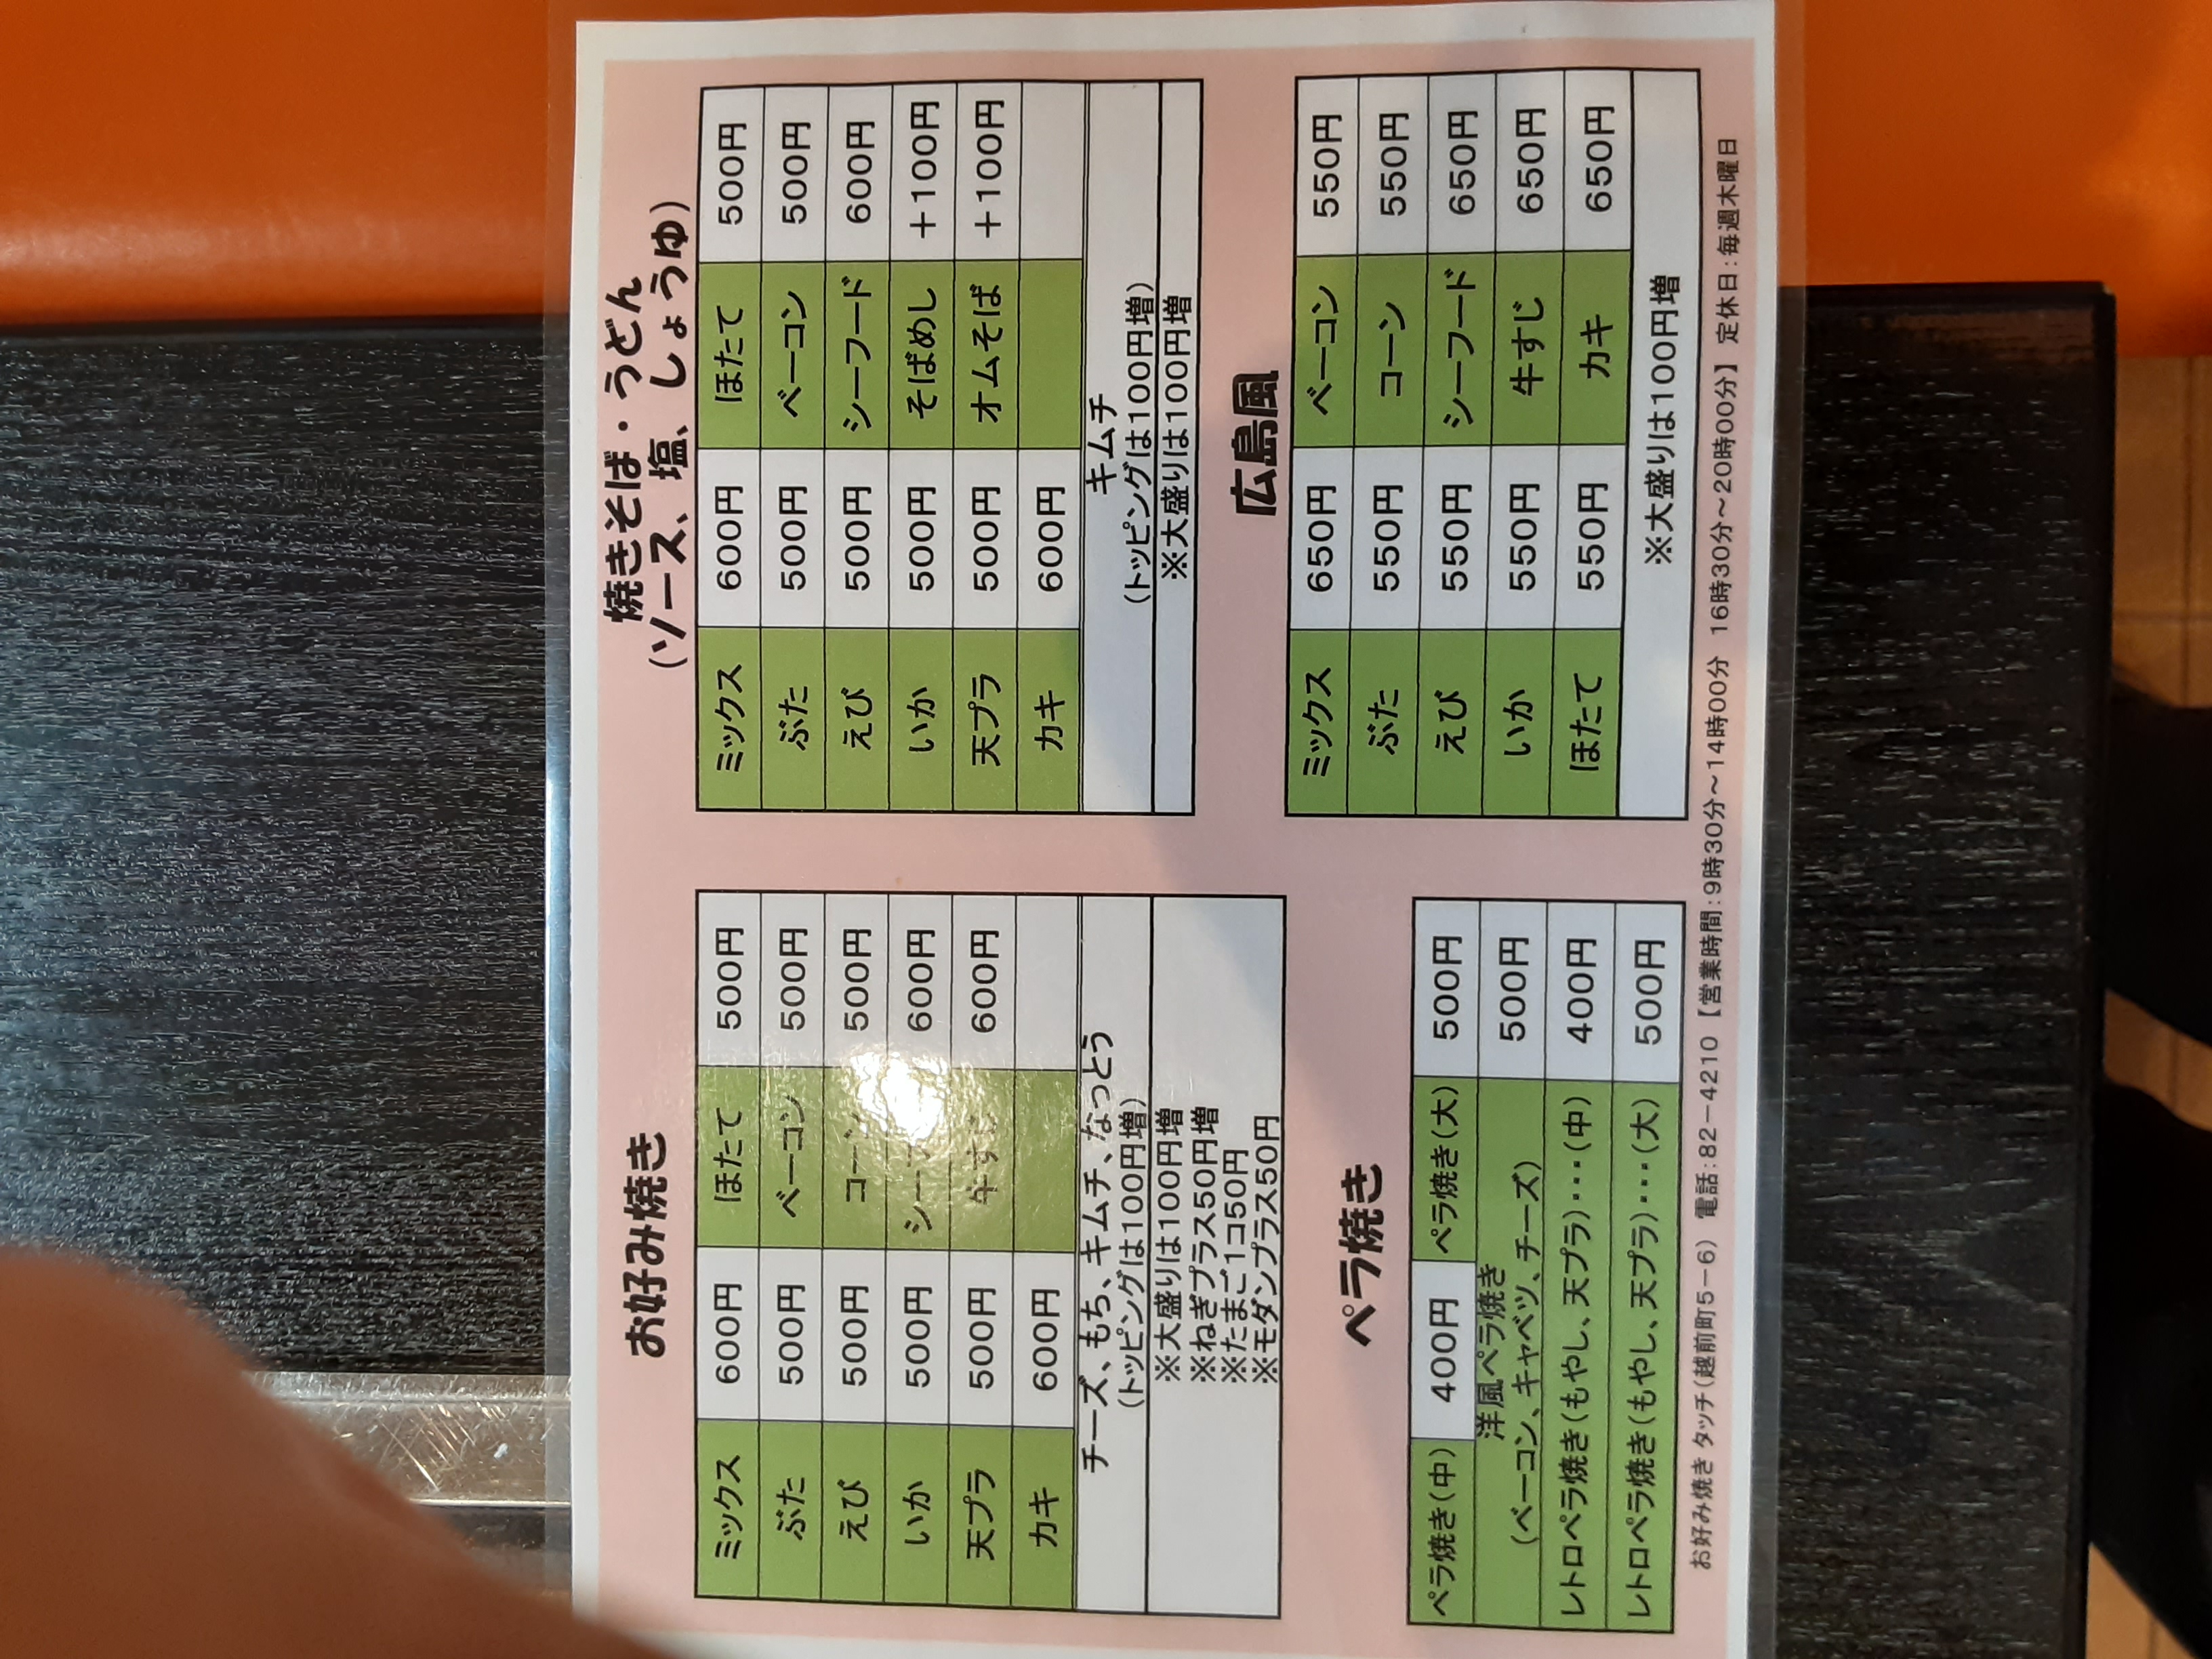 お好み焼き
ミックス 600円 ほたて 500円
ぶた 500円 ベーコン 500円
えび 500円 コーン 500円
いか 500円 600円
天プラ 500円 牛すじ 600円
カキ 600円
チーズ、もち、キムチ、なっとう
(トッピングは100円増)
※大盛りは100円増
※ねぎプラス50円増
※たまご1コ50円
※モダンプラス50円
焼きそば・うどん
(ソース、塩、しょうゆ)
ミックス 600円 ほたて 500円
ぶた 500円 ベーコン 500円
えび 500円 シーフード 600円
いか 500円 そばめし +100円
天プラ 500円 オムそば +100円
カキ 600円
キムチ
(トッピングは100円増)
※大盛りは100円増
ペラ焼き
ペラ焼き(中) 400円 ペラ焼き(大) 500円
洋風ペラ焼き
(ベーコン、キャベツ、チーズ) 500円
レトロペラ焼き(もやし、天プラ)・・・(中) 400円
レトロペラ焼き(もやし、天プラ)・・・(大) 500円
広島風
ミックス 650円 ベーコン 550円
ぶた 550円 コーン 550円
えび 550円 シーフード 650円
いか 550円 牛すじ 650円
ほたて 550円 カキ 650円
※大盛りは100円増
お好み焼き タッチ(越前町5-6) 電話:82-4210 【営業時間:9時30分~14時00分 16時30分~20時00分】 定休日:毎週木曜日